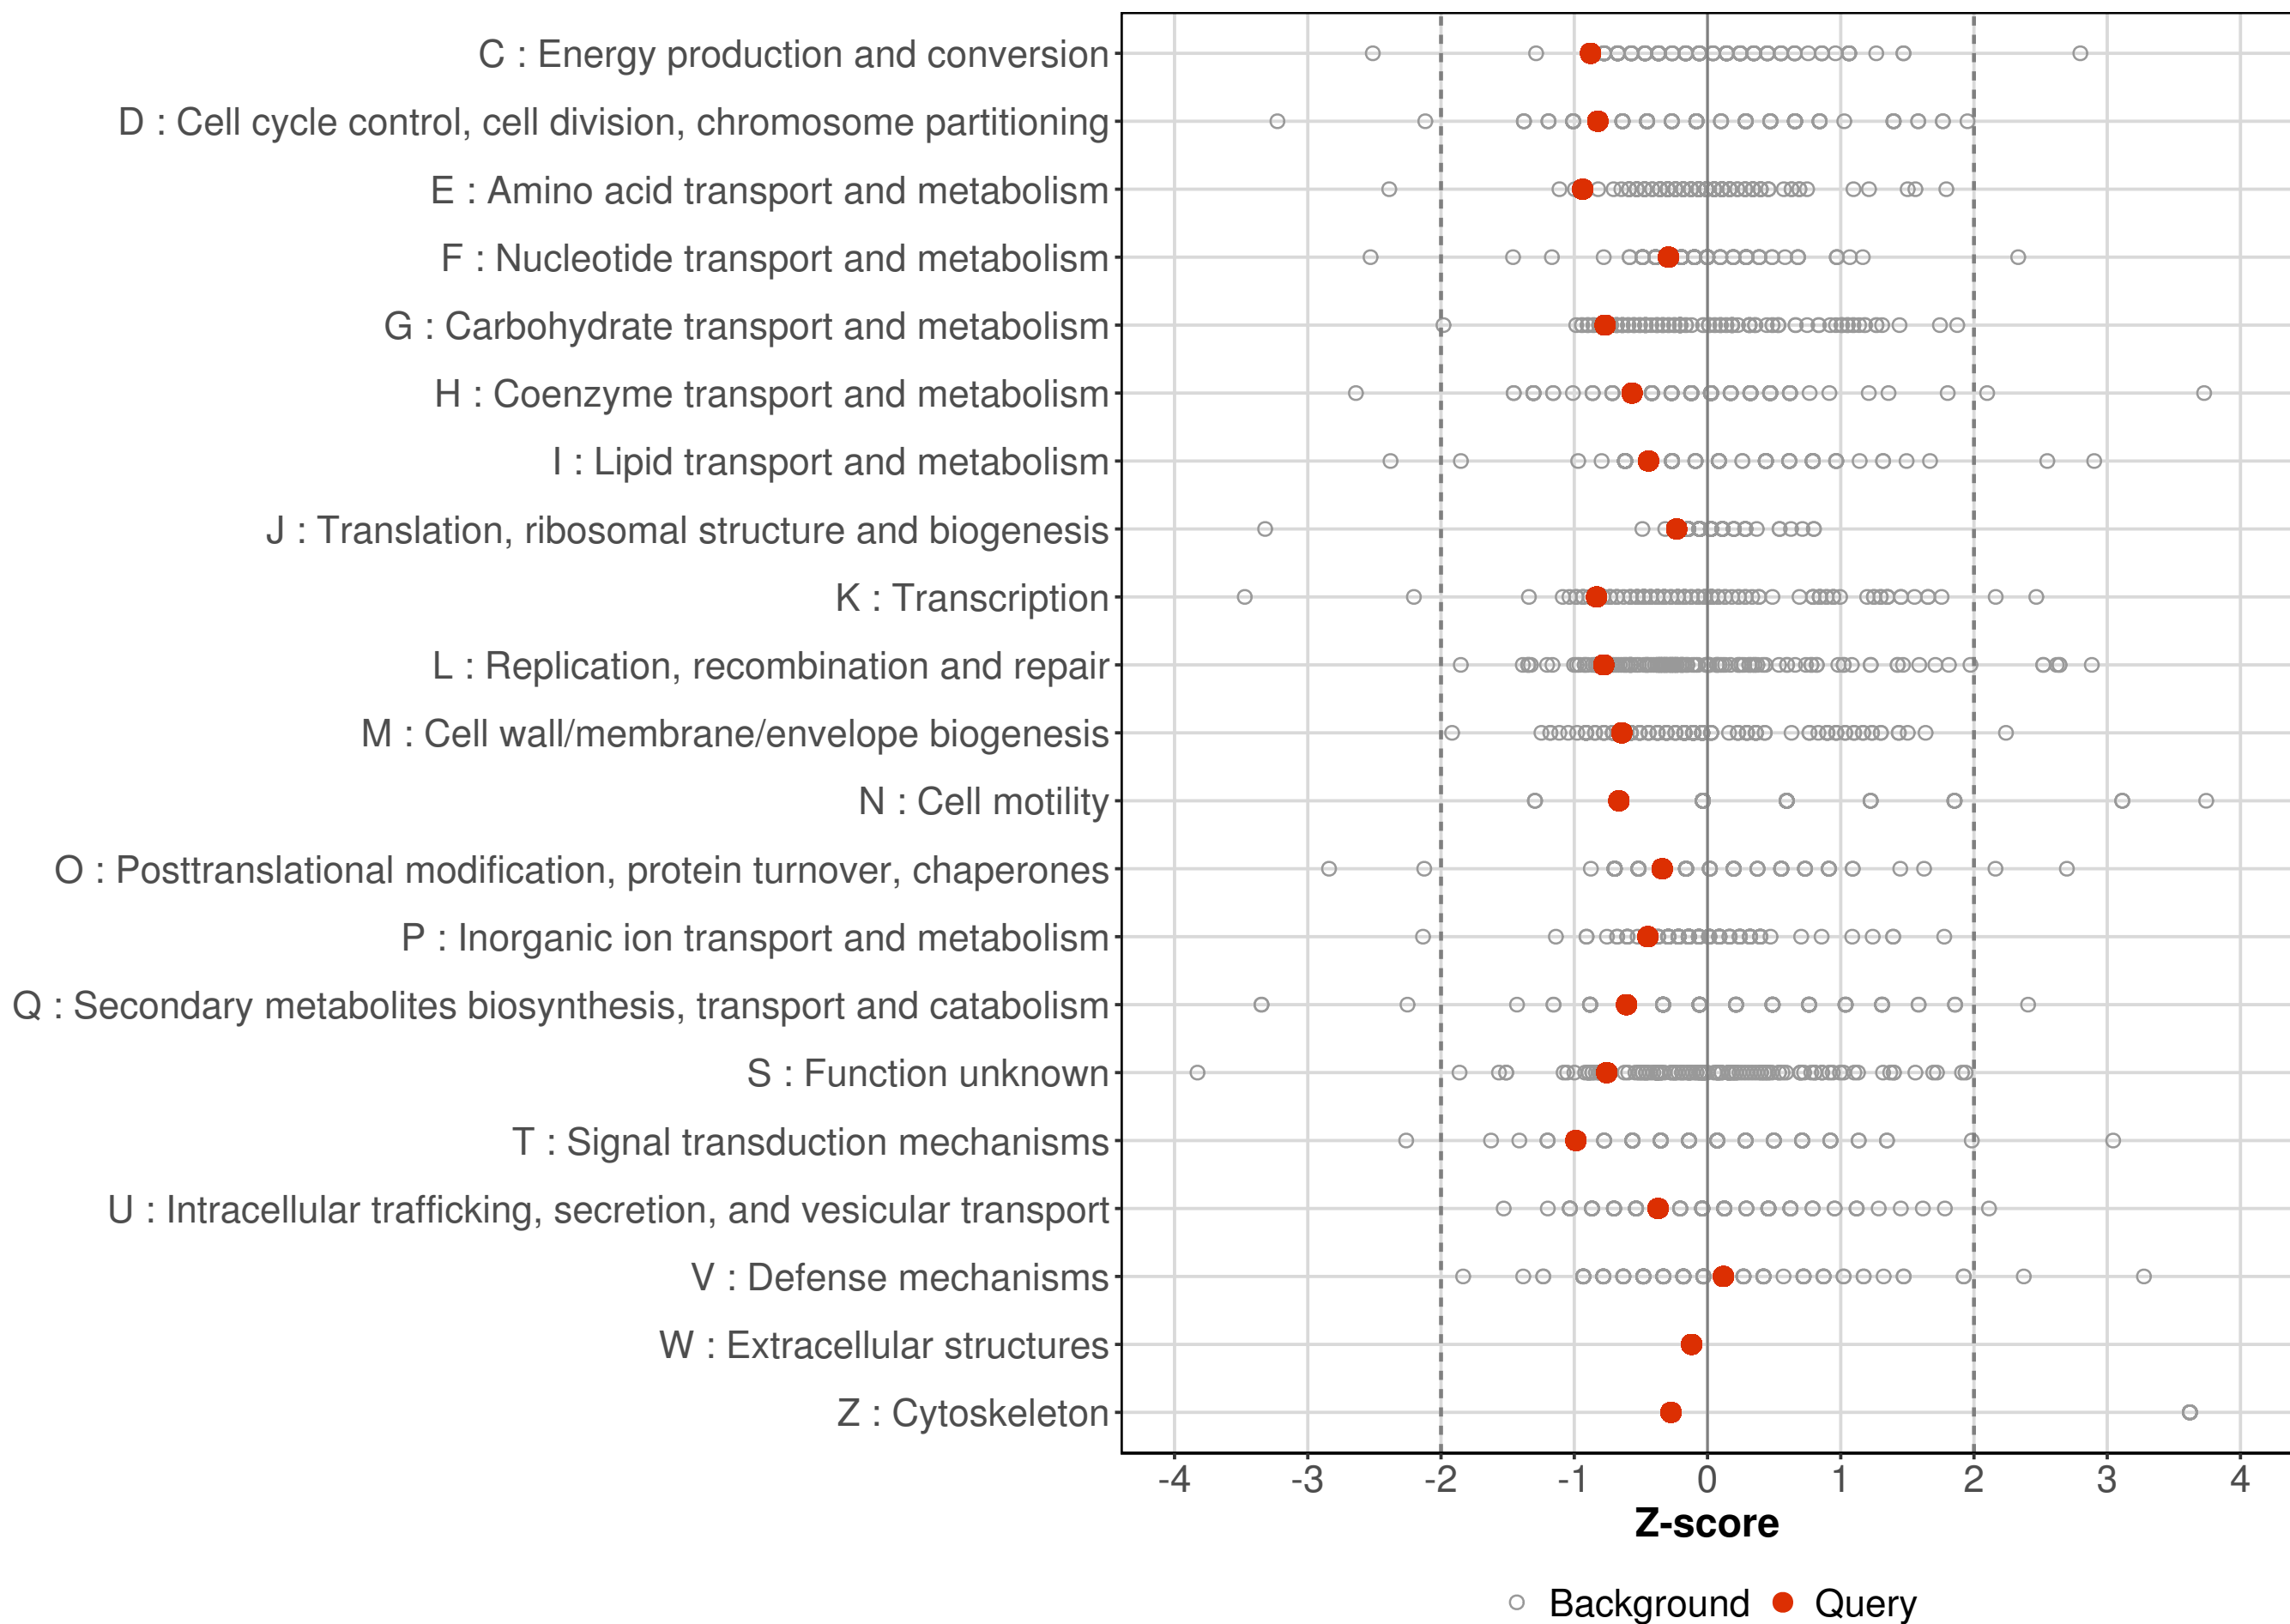 C : Energy production and conversion
D : Cell cycle control, cell division, chromosome partitioning
E : Amino acid transport and metabolism
F : Nucleotide transport and metabolism
G : Carbohydrate transport and metabolism
H : Coenzyme transport and metabolism
I : Lipid transport and metabolism
J : Translation, ribosomal structure and biogenesis
K : Transcription
L : Replication, recombination and repair
M : Cell wall/membrane/envelope biogenesis
N : Cell motility
O : Posttranslational modification, protein turnover, chaperones
P : Inorganic ion transport and metabolism
Q : Secondary metabolites biosynthesis, transport and catabolism
S : Function unknown
T : Signal transduction mechanisms
U : Intracellular trafficking, secretion, and vesicular transport
V : Defense mechanisms
W : Extracellular structures
Z : Cytoskeleton
-4 -3 -2 -1 0 1 2 3 4
Z-score
Background Query